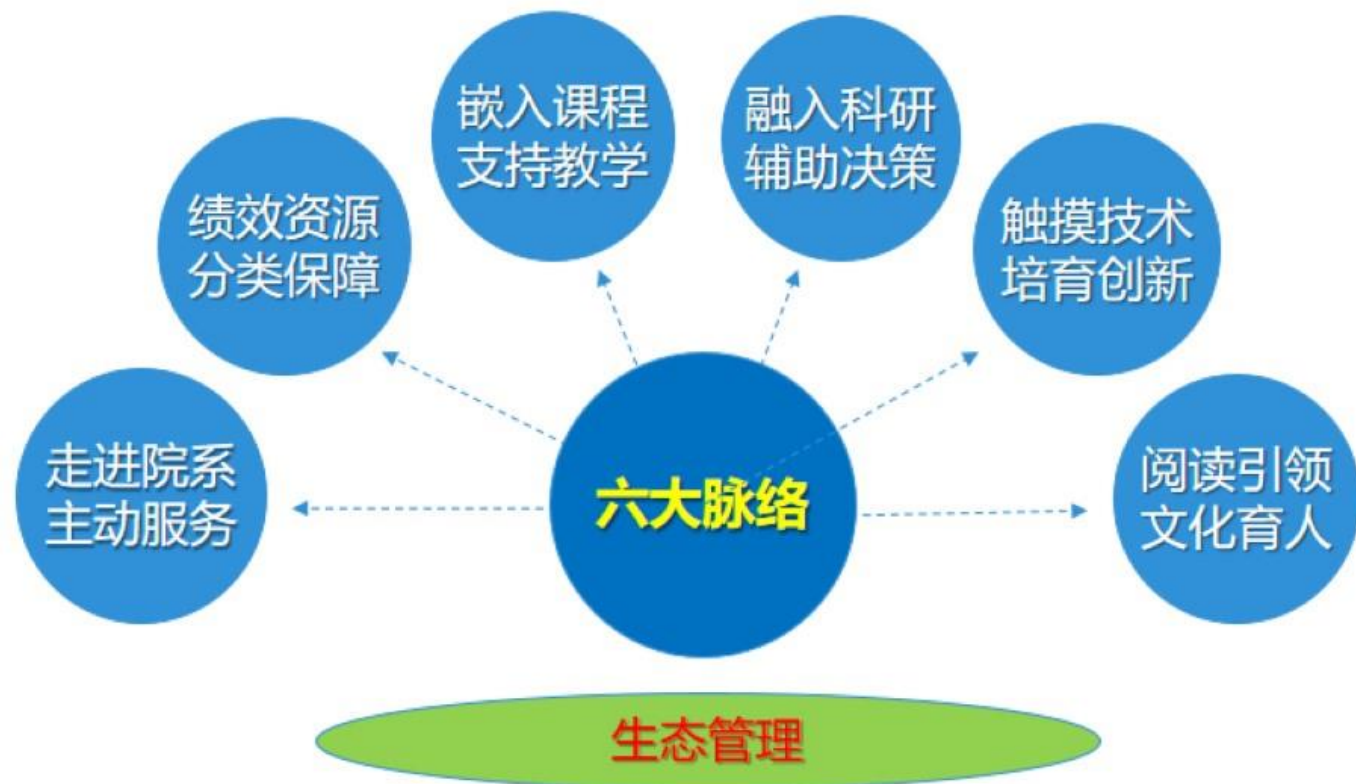 嵌入课程
支持教学
融入科研
辅助决策
绩效资源
分类保障
触摸技术
培育创新
走进院系
主动服务
六大脉络
阅读引领
文化育人
生态管理